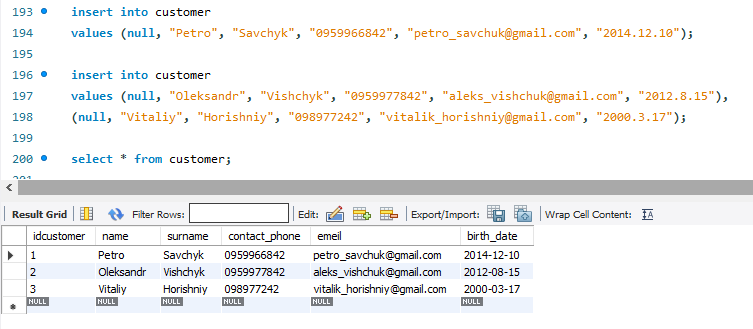 193 insert into customer
194 values (null, "Petro", "Savchyk", "0959966842", "petro_savchuk@gmail.com", "2014.12.10");
195
196 insert into customer
197 values (null, "Oleksandr", "Vishchyk", "0959977842", "aleks_vishchuk@gmail.com", "2012.8.15"),
198 (null, "Vitaliy", "Horishniy", "098977242", "vitalik_horishniy@gmail.com", "2000.3.17");
199
200 select * from customer;
201
Result Grid Filter Rows: Edit: Export/Import: Wrap Cell Content:
idcustomer name surname contact_phone emeil birth_date
1 Petro Savchyk 0959966842 petro_savchuk@gmail.com 2014-12-10
2 Oleksandr Vishchyk 0959977842 aleks_vishchuk@gmail.com 2012-08-15
3 Vitaliy Horishniy 098977242 vitalik_horishniy@gmail.com 2000-03-17
NULL NULL NULL NULL NULL NULL